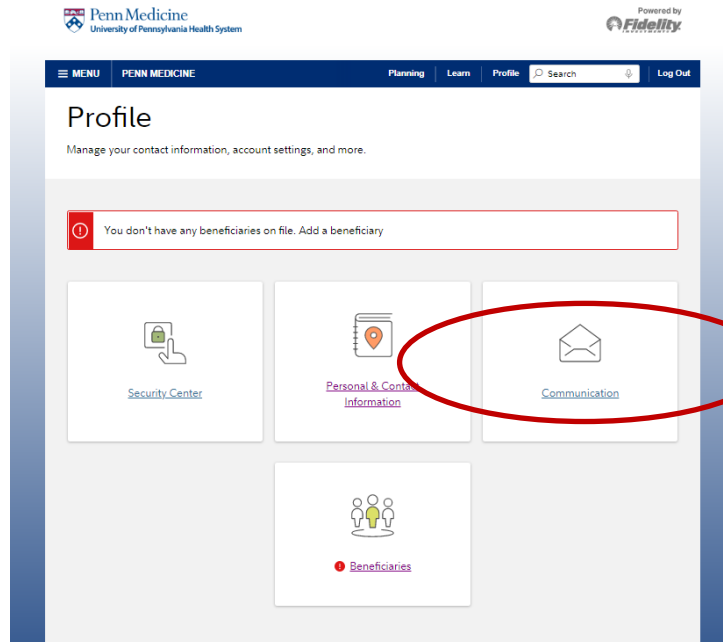 Penn Medicine
University of Pennsylvania Health System
Powered by
Fidelity
INVESTMENTS
MENU PENN MEDICINE Planning Learn Profile Search Log Out
Profile
Manage your contact information, account settings, and more.
You don't have any beneficiaries on file. Add a beneficiary
Security Center
Personal & Contact
Information
Communication
Beneficiaries